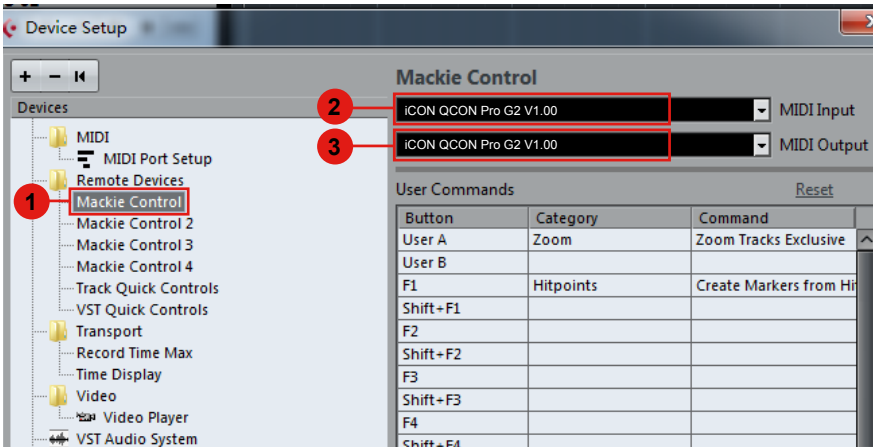 Device Setup
+ -
Devices
MIDI
MIDI Port Setup
Remote Devices
1
Mackie Control
Mackie Control 2
Mackie Control 3
Mackie Control 4
Track Quick Controls
VST Quick Controls
Transport
Record Time Max
Time Display
Video
Video Player
VST Audio System
Mackie Control
2
iCON QCON Pro G2 V1.00
MIDI Input
3
iCON QCON Pro G2 V1.00
MIDI Output
User Commands Reset
Button Category Command
User A Zoom Zoom Tracks Exclusive
User B
F1 Hitpoints Create Markers from Hi
Shift+F1
F2
Shift+F2
F3
Shift+F3
F4
Shift+F4